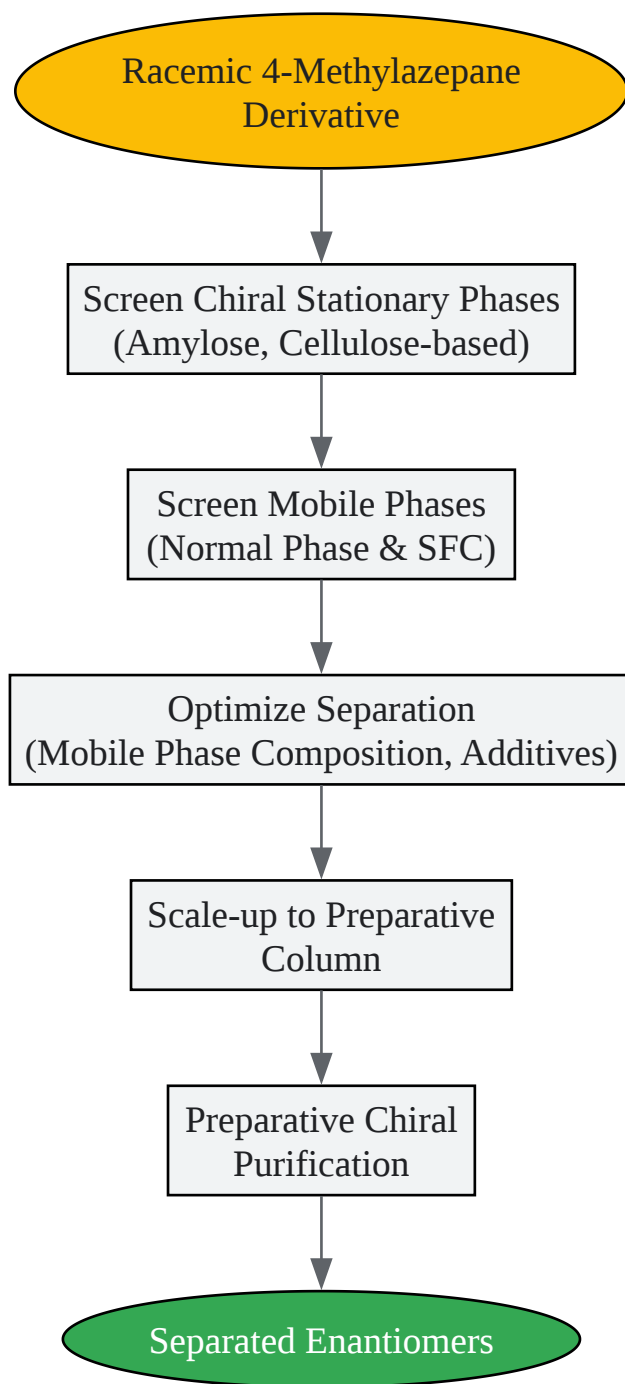 Racemic 4-Methylazepane
Derivative
Screen Chiral Stationary Phases
(Amylose, Cellulose-based)
Screen Mobile Phases
(Normal Phase & SFC)
Optimize Separation
(Mobile Phase Composition, Additives)
Scale-up to Preparative
Column
Preparative Chiral
Purification
Separated Enantiomers